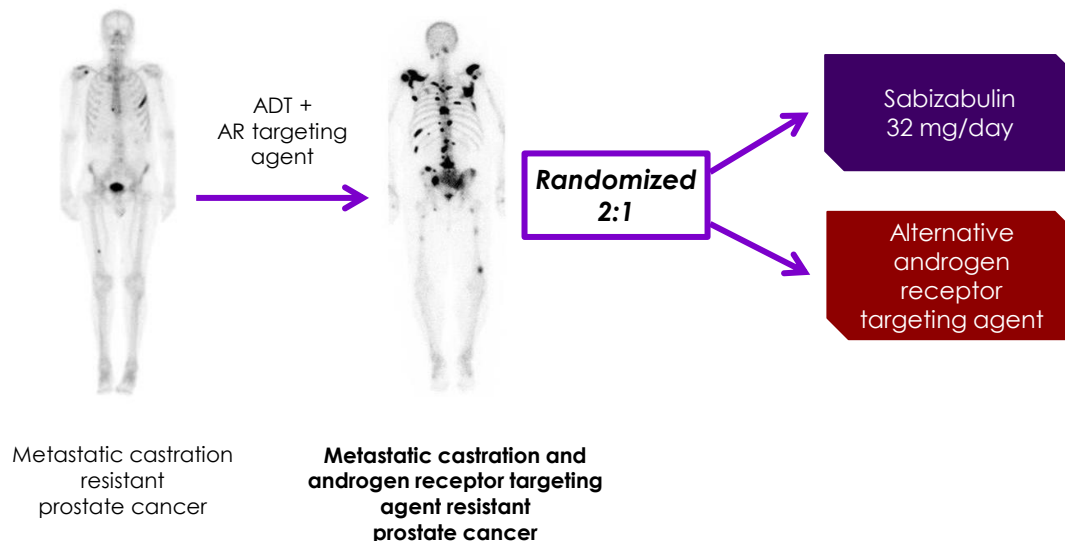 ADT +
AR targeting
agent
Randomized
2:1
Sabizabulin
32 mg/day
Alternative
androgen
receptor
targeting agent
Metastatic castration
resistant
prostate cancer
Metastatic castration and
androgen receptor targeting
agent resistant
prostate cancer